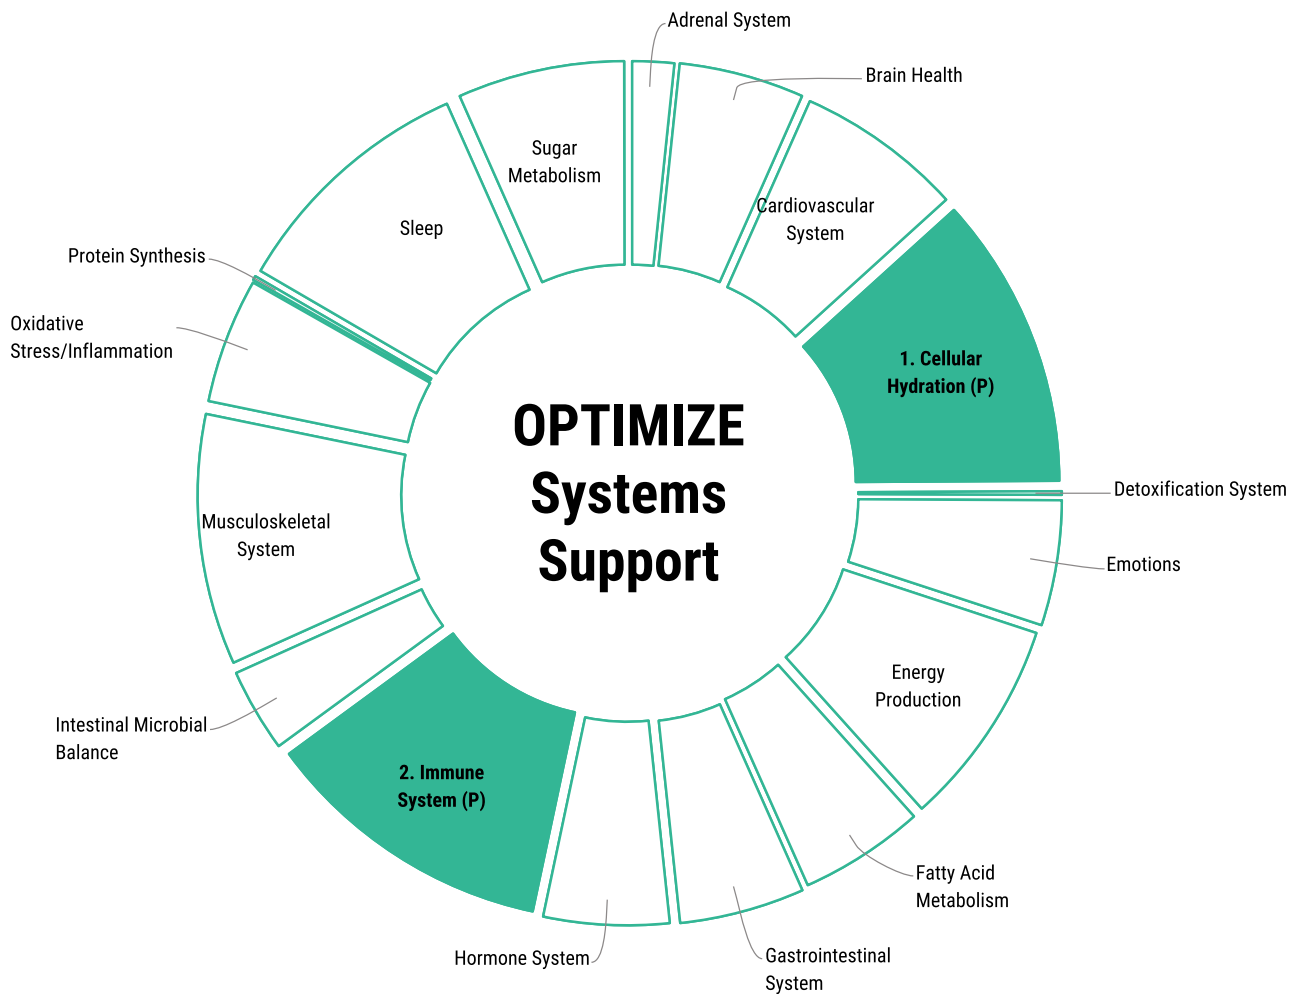 Adrenal System
Brain Health
Sugar
Metabolism
Cardiovascular
System
Sleep
Protein Synthesis
Oxidative
Stress/Inflammation
1. Cellular
Hydration (P)
OPTIMIZE
Systems
Support
Detoxification System
Musculoskeletal
System
Emotions
Energy
Production
Intestinal Microbial
Balance
2. Immune
System (P)
Fatty Acid
Metabolism
Hormone System
Gastrointestinal
System